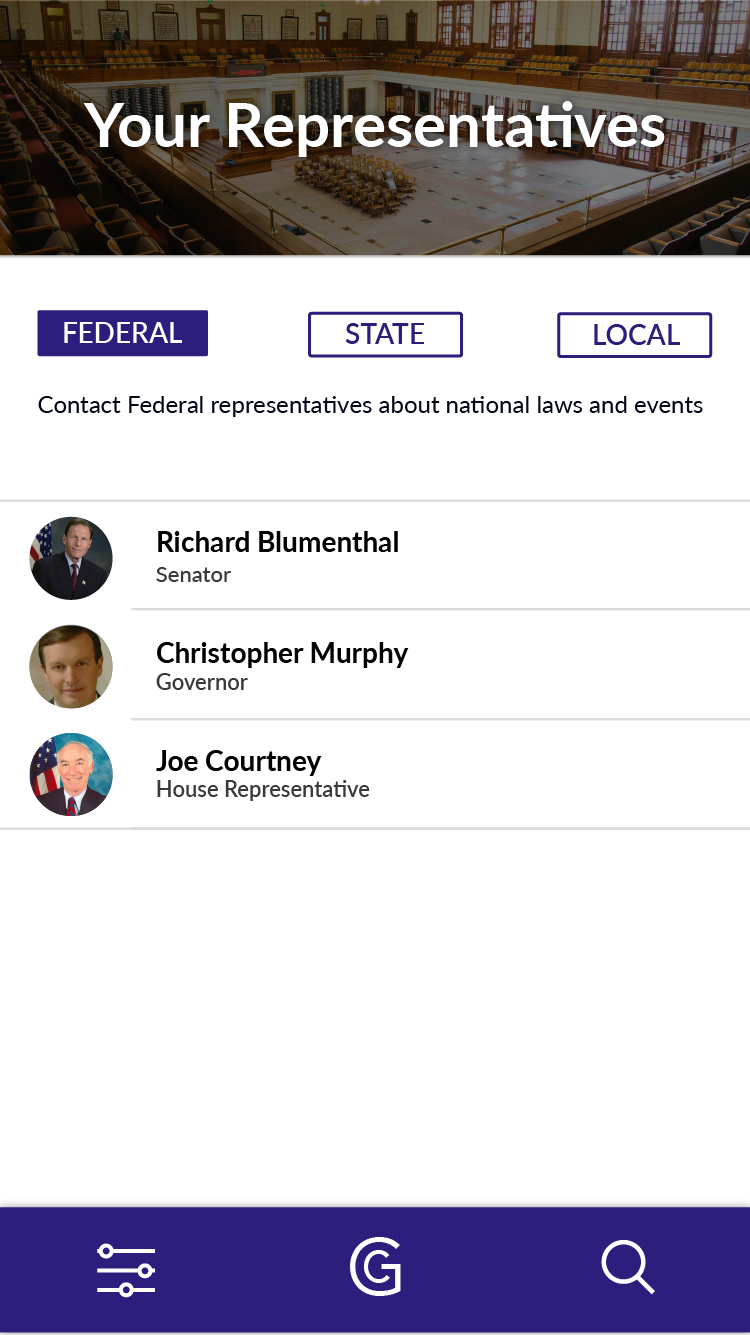 Your Representatives
FEDERAL
STATE
LOCAL
Contact Federal representatives about national laws and events
Richard Blumenthal
Senator
Christopher Murphy
Governor
Joe Courtney
House Representative
G